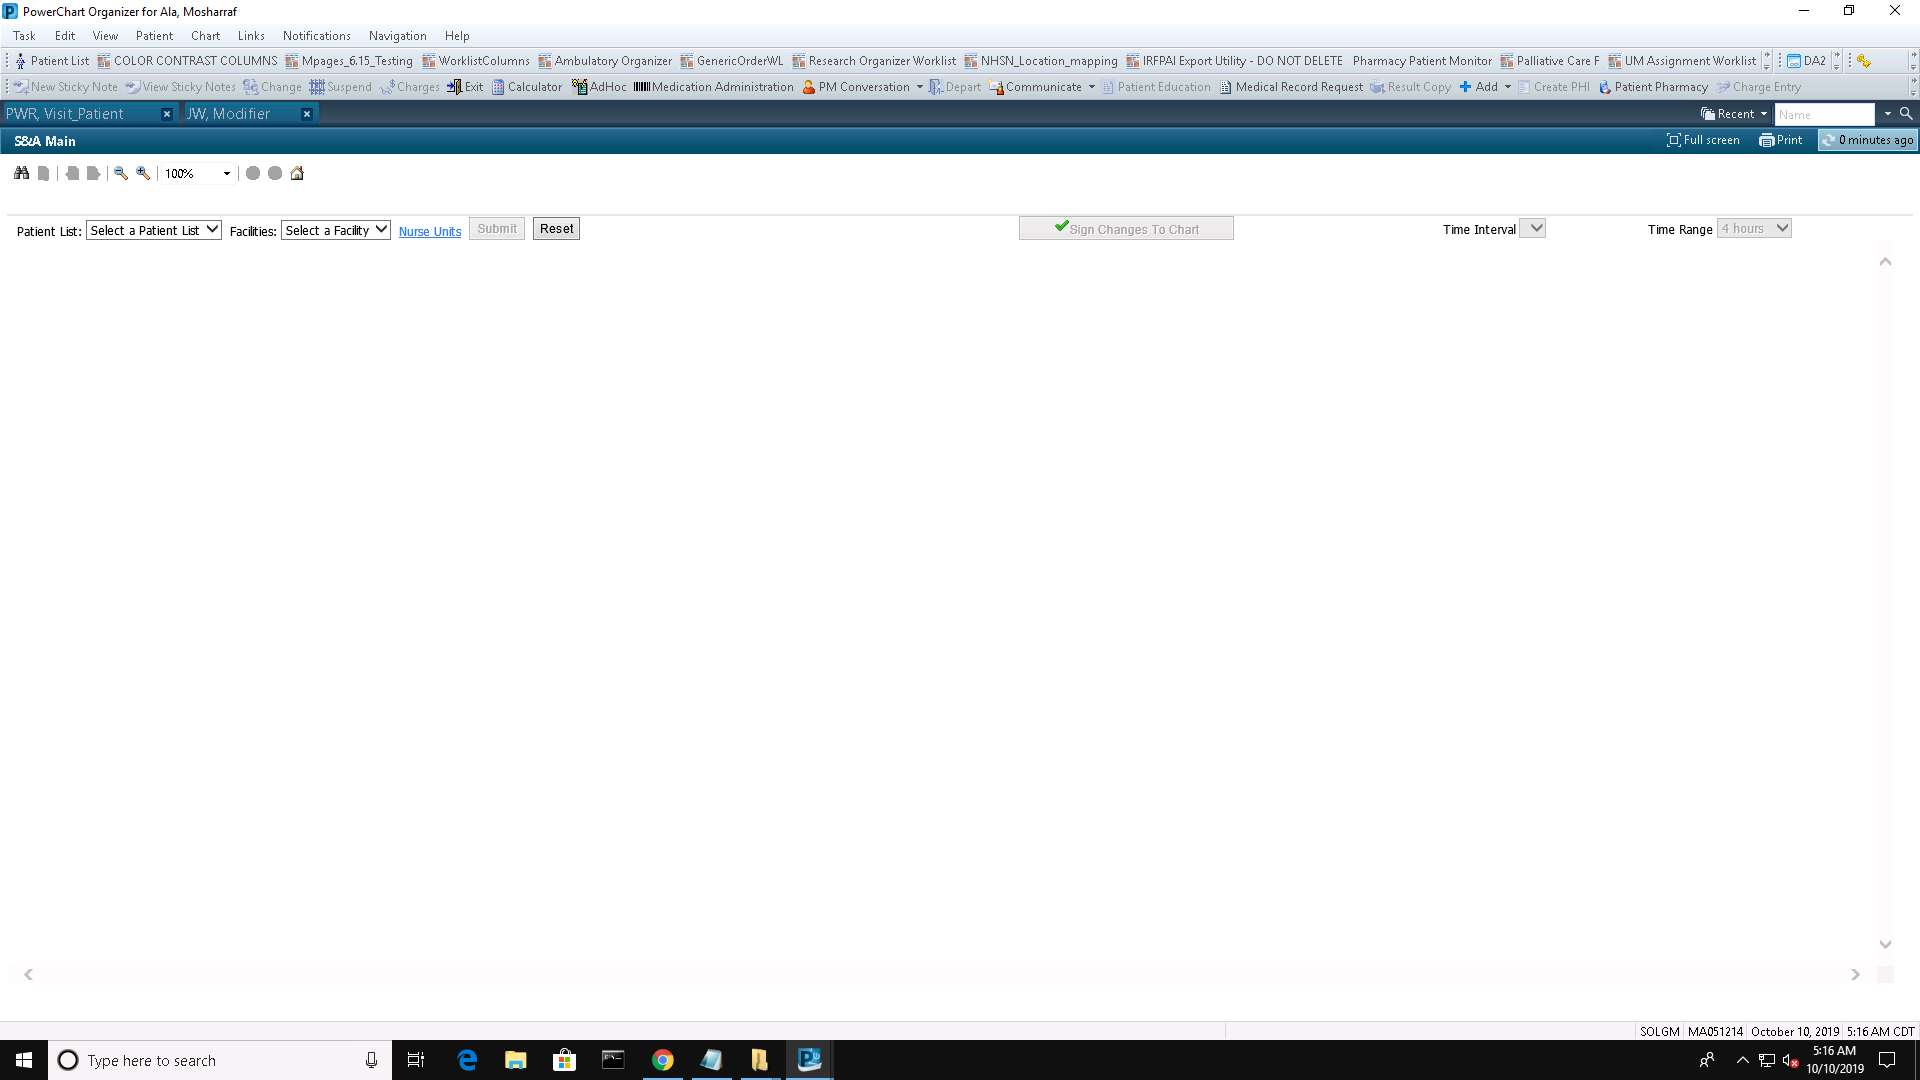 PowerChart Organizer for Ala, Mosharraf
Task Edit View Patient Chart Links Notifications Navigation Help
Patient List COLOR CONTRAST COLUMNS Mpages_6.15_Testing WorklistColumns Ambulatory Organizer GenericOrderWL Research Organizer Worklist NHSN_Location_mapping IRFPAI Export Utility - DO NOT DELETE Pharmacy Patient Monitor Palliative Care F UM Assignment Worklist DA2
New Sticky Note View Sticky Notes Change Suspend Charges Exit Calculator AdHoc Medication Administration PM Conversation Depart Communicate Patient Education Medical Record Request Result Copy Add Create PHI Patient Pharmacy Charge Entry
PWR, Visit_Patient JW, Modifier Recent Name
S&A Main Full screen Print 0 minutes ago
100%
Patient List: Select a Patient List Facilities: Select a Facility Nurse Units Submit Reset Sign Changes To Chart Time Interval Time Range 4 hours
SOLGM MA051214 October 10, 2019 5:16 AM CDT
Type here to search 5:16 AM
10/10/2019